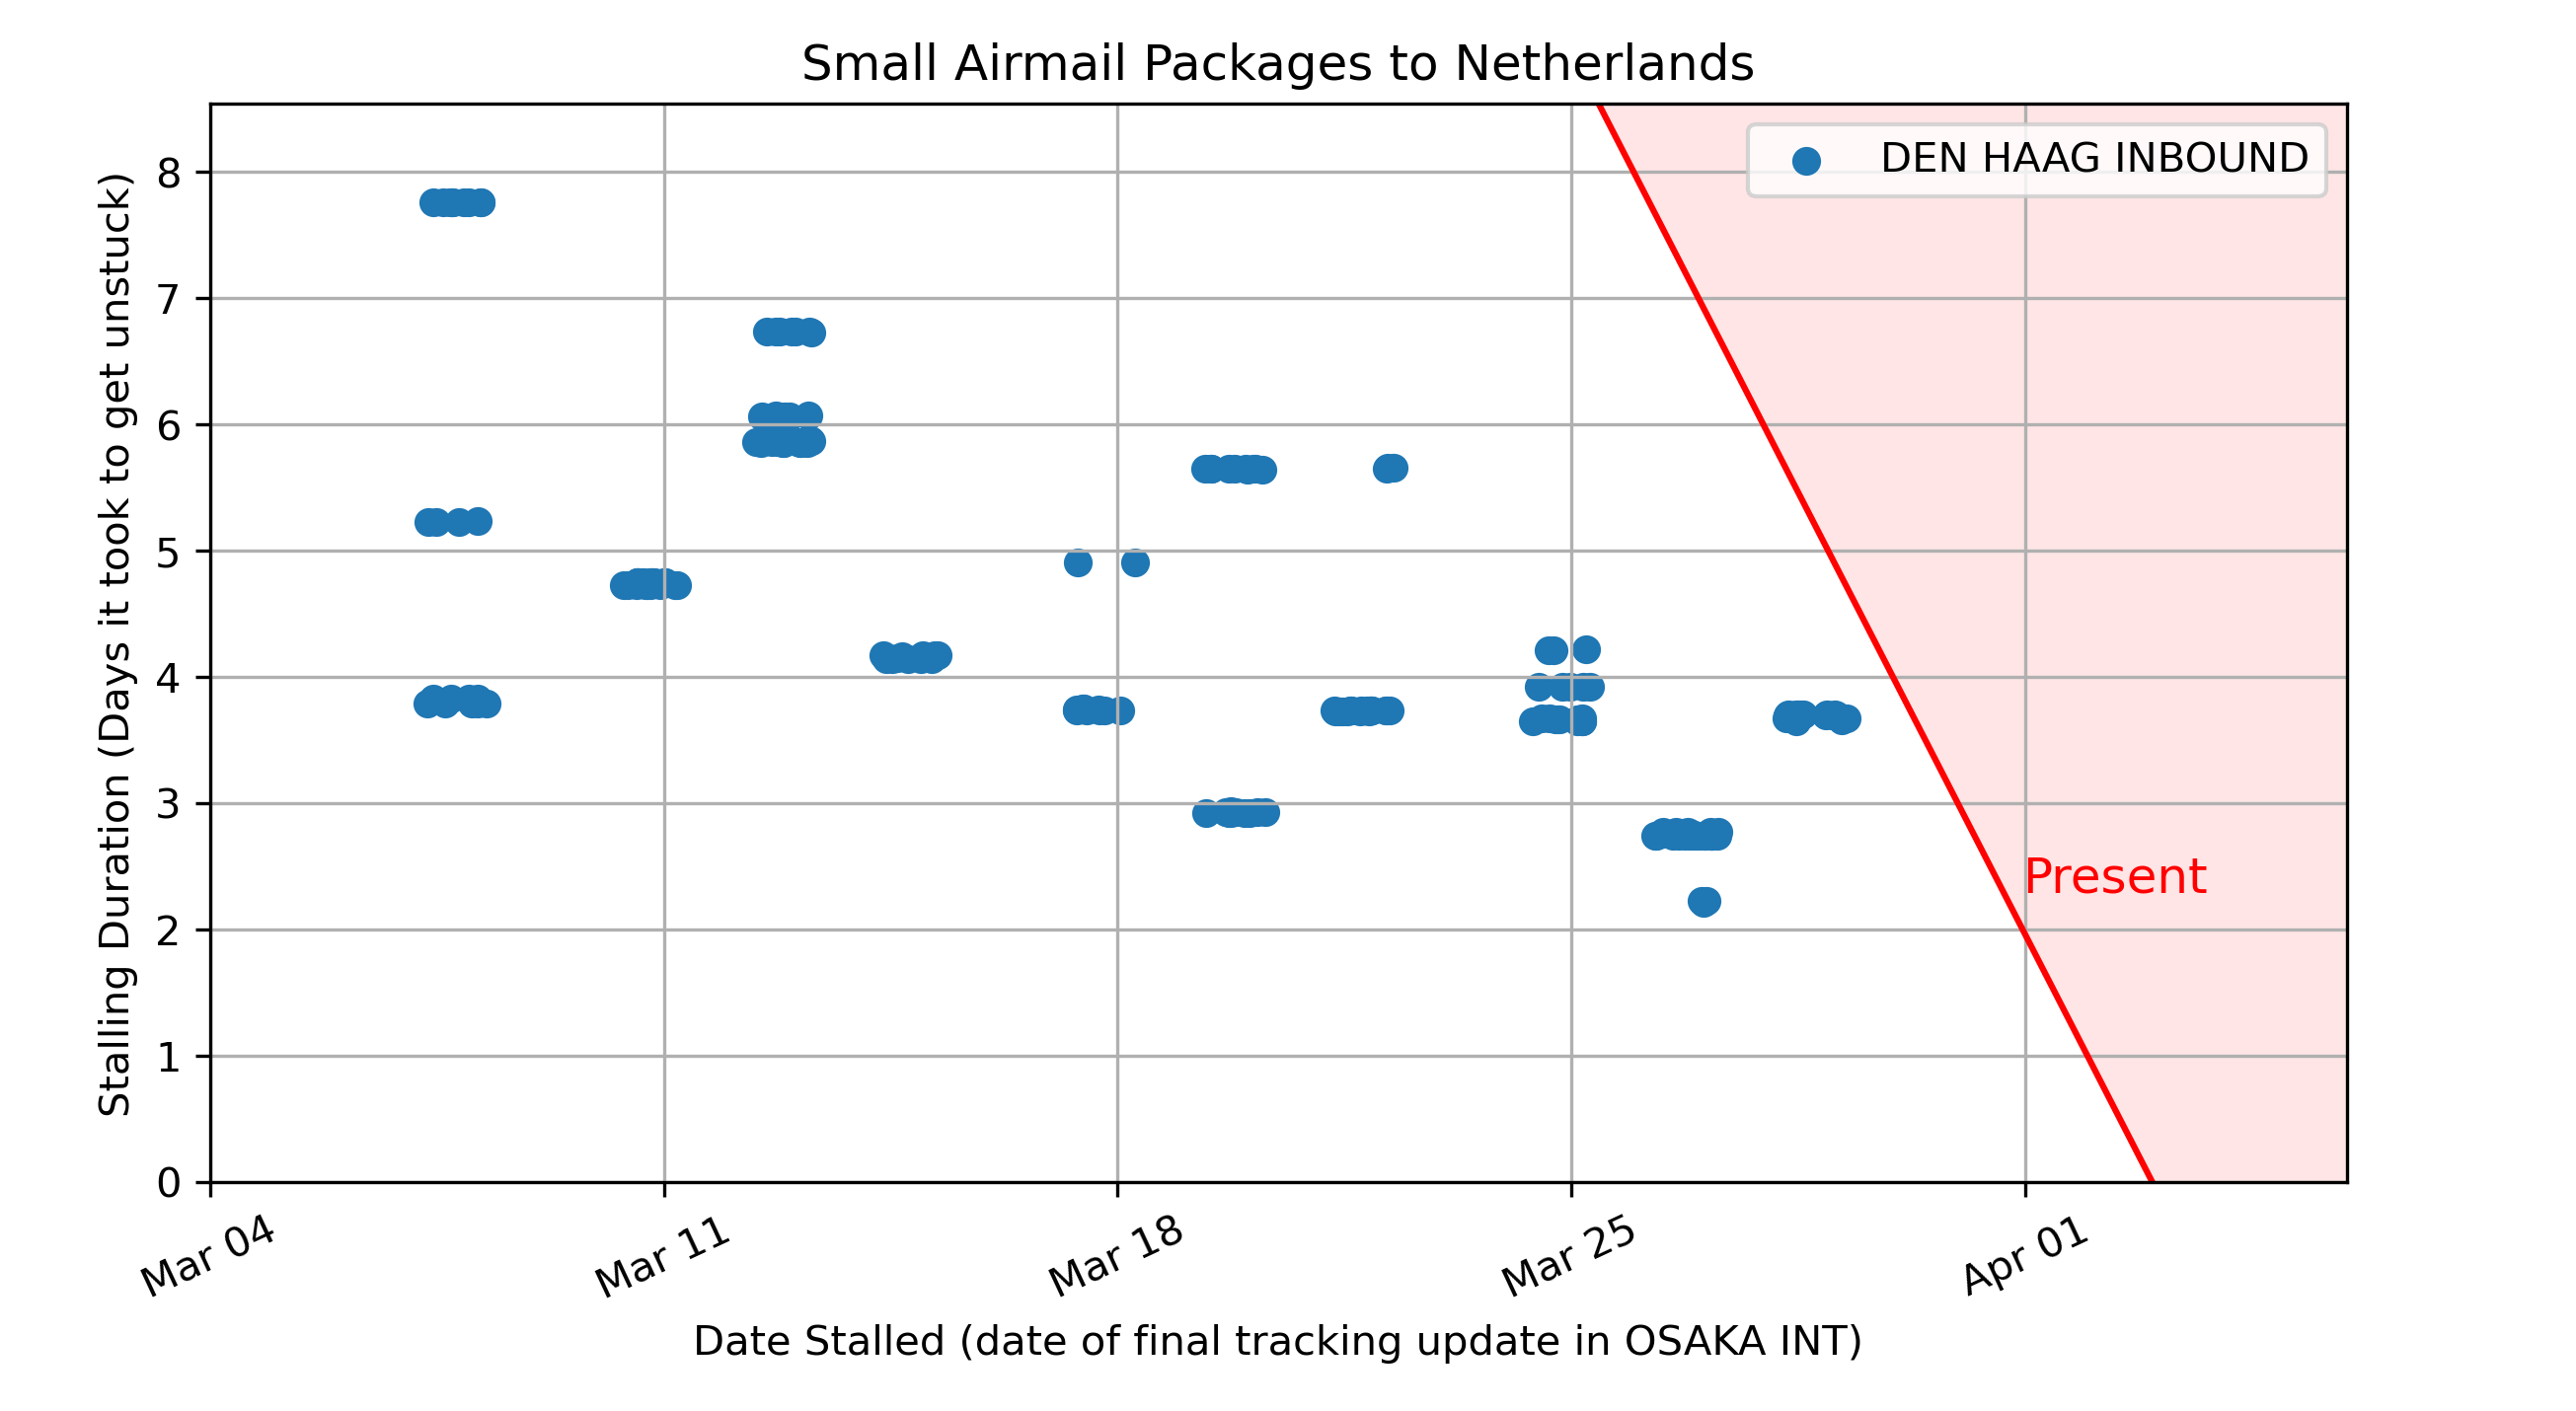 Small Airmail Packages to Netherlands
DEN HAAG INBOUND
Stalling Duration (Days it took to get unstuck)
8
7
6
5
4
3
2
1
0
Present
Mar 04
Mar 11
Mar 18
Mar 25
Apr 01
Date Stalled (date of final tracking update in OSAKA INT)